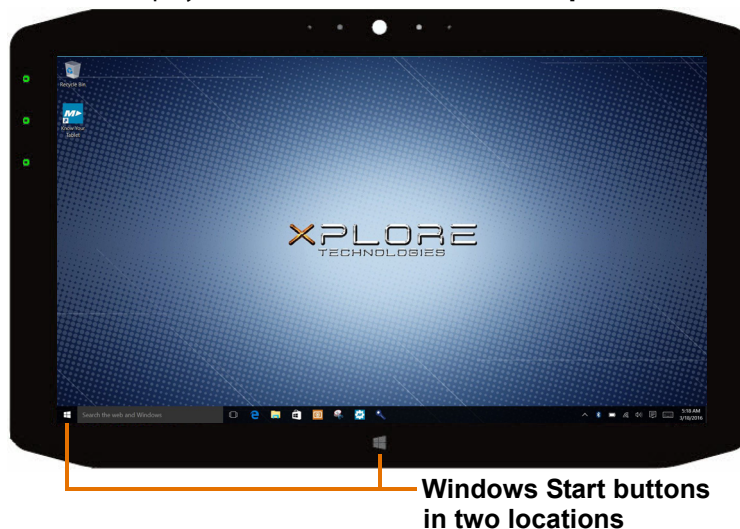 Recycle Bin
Know Your
Tablet
XPLORE
TECHNOLOGIES
Search the web and Windows
5:18 AM
3/18/2016
Windows Start buttons
in two locations